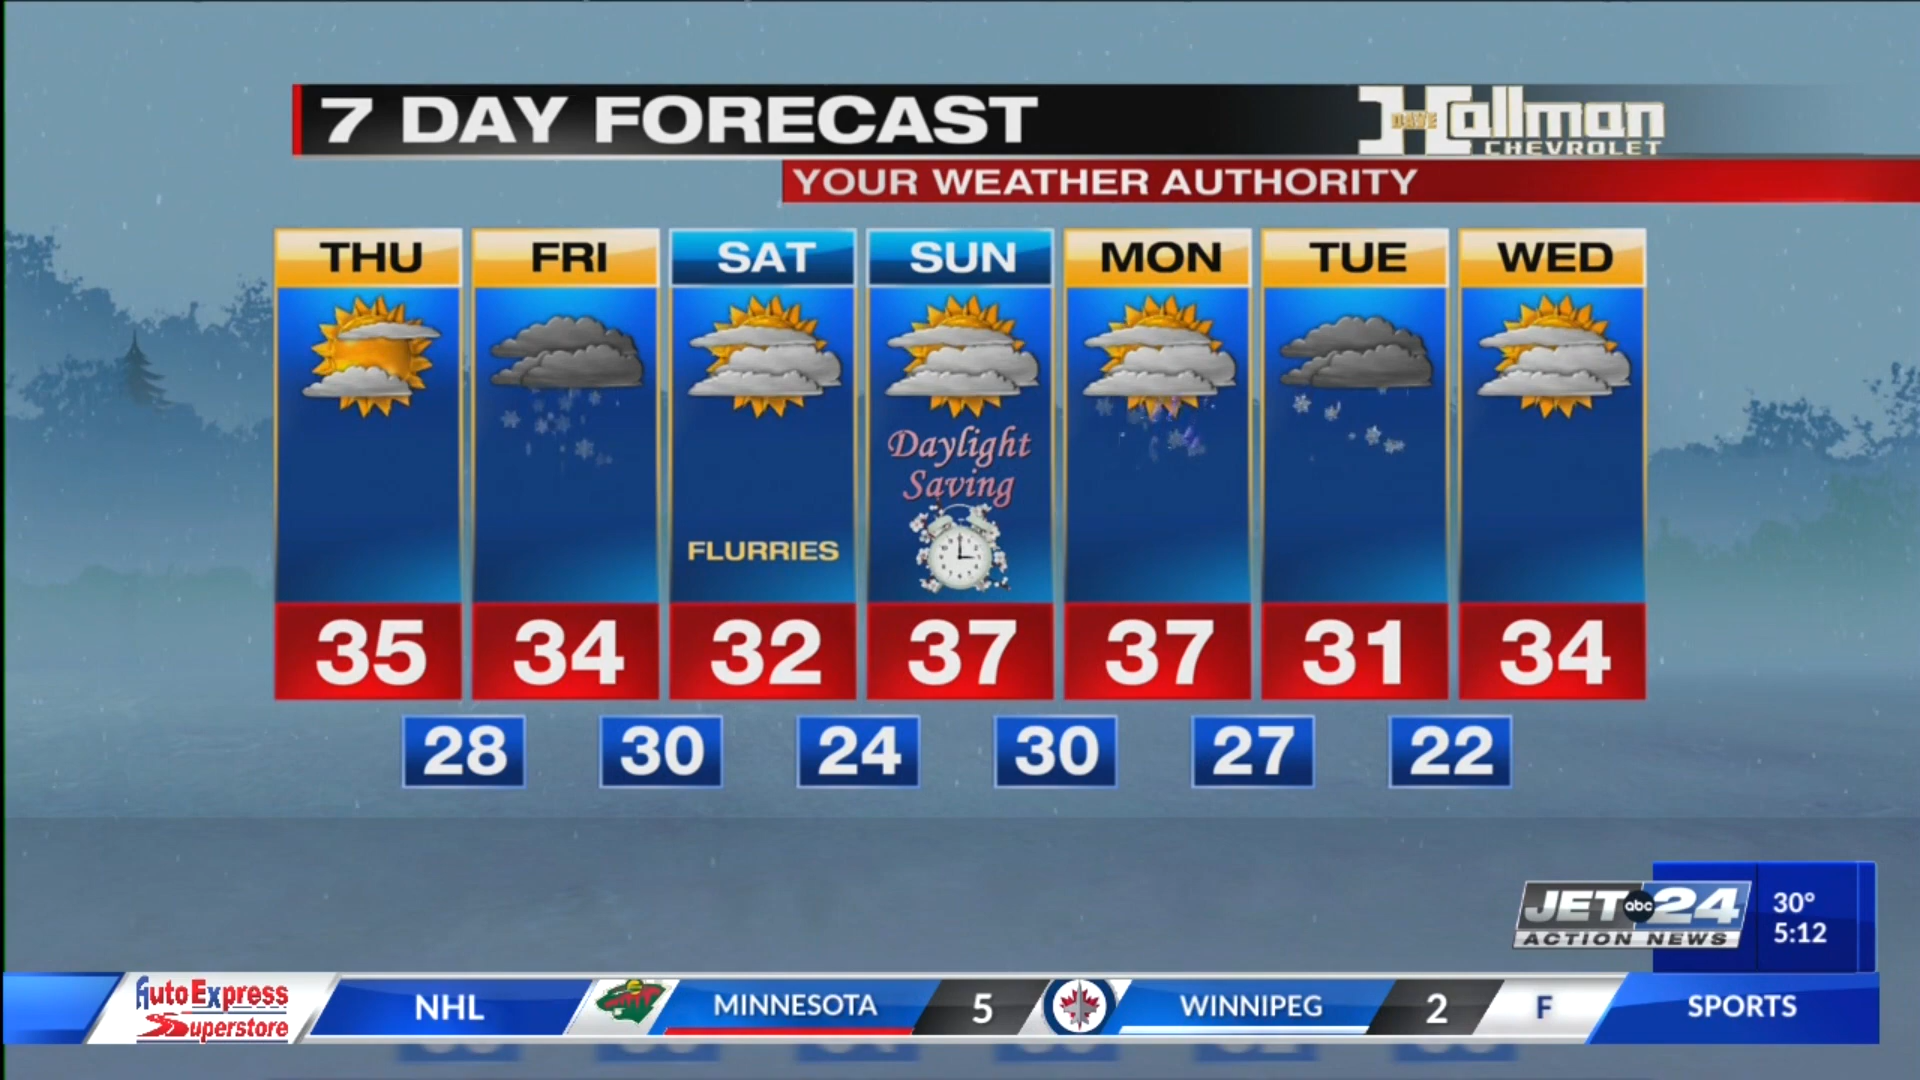 7 DAY FORECAST
DAVE Hallman
CHEVROLET
YOUR WEATHER AUTHORITY
THU FRI SAT SUN MON TUE WED
Daylight
Saving
FLURRIES
35 34 32 37 37 31 34
28 30 24 30 27 22
JET abc 24
ACTION NEWS
30°
5:12
AutoExpress
Superstore
NHL MINNESOTA 5 WINNIPEG 2 F SPORTS